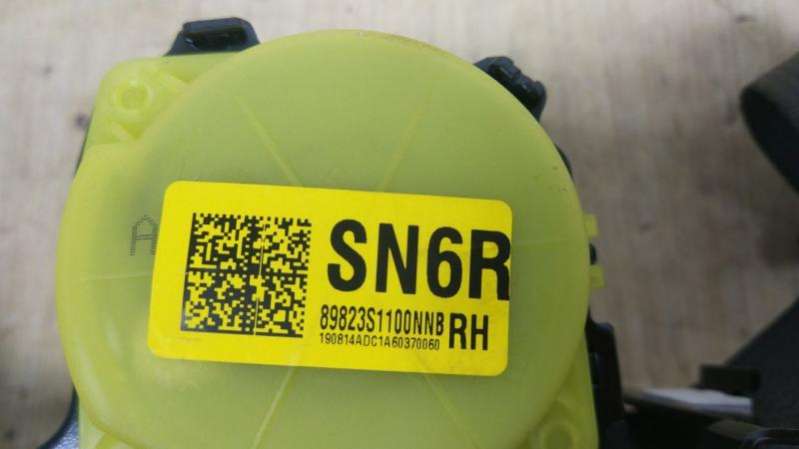 A
SN6R
89823S1100NNB RH
190814ADC1A60370060